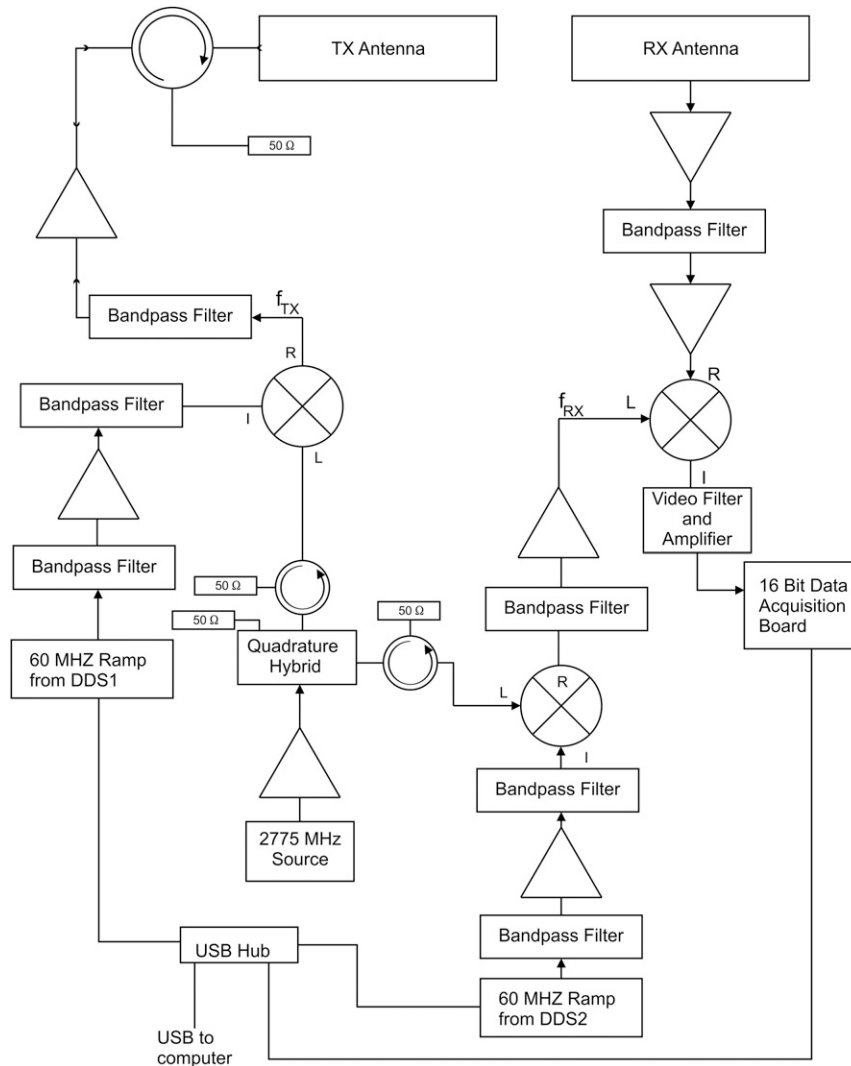 TX Antenna
RX Antenna
50 Ω
Bandpass Filter
f_TX
Bandpass Filter
R
R
Bandpass Filter
I
L
f_RX
L
I
Video Filter
and
Amplifier
Bandpass Filter
50 Ω
50 Ω
50 Ω
Bandpass Filter
16 Bit Data
Acquisition
Board
Quadrature
Hybrid
60 MHZ Ramp
from DDS1
L
R
I
Bandpass Filter
2775 MHz
Source
Bandpass Filter
USB Hub
60 MHZ Ramp
from DDS2
USB to
computer